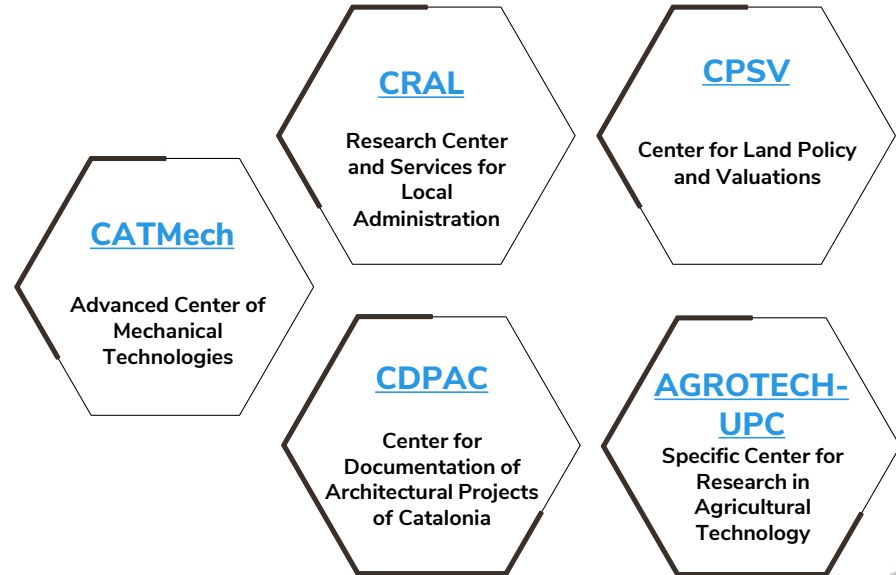 CATMech
Advanced Center of
Mechanical
Technologies
CRAL
Research Center
and Services for
Local
Administration
CPSV
Center for Land Policy
and Valuations
CDPAC
Center for
Documentation of
Architectural Projects
of Catalonia
AGROTECH-
UPC
Specific Center for
Research in
Agricultural
Technology